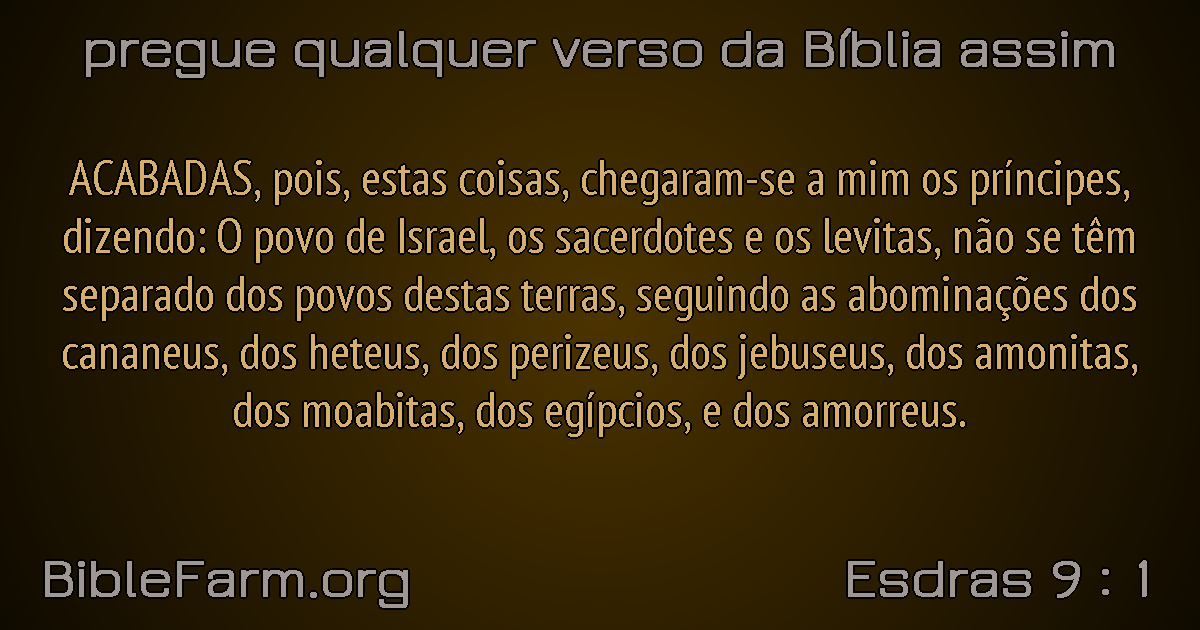 pregue qualquer verso da Bíblia assim
ACABADAS, pois, estas coisas, chegaram-se a mim os príncipes,
dizendo: O povo de Israel, os sacerdotes e os levitas, não se têm
separado dos povos destas terras, seguindo as abominações dos
cananeus, dos heteus, dos perizeus, dos jebuseus, dos amonitas,
dos moabitas, dos egípcios, e dos amorreus.
BibleFarm.org
Esdras 9 : 1